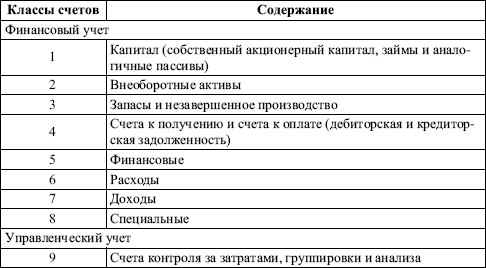 Классы счетов Содержание
Финансовый учет
1 Капитал (собственный акционерный капитал, займы и анало-
гичные пассивы)
2 Внеоборотные активы
3 Запасы и незавершенное производство
4 Счета к получению и счета к оплате (дебиторская и кредитор-
ская задолженность)
5 Финансовые
6 Расходы
7 Доходы
8 Специальные
Управленческий учет
9 Счета контроля за затратами, группировки и анализа